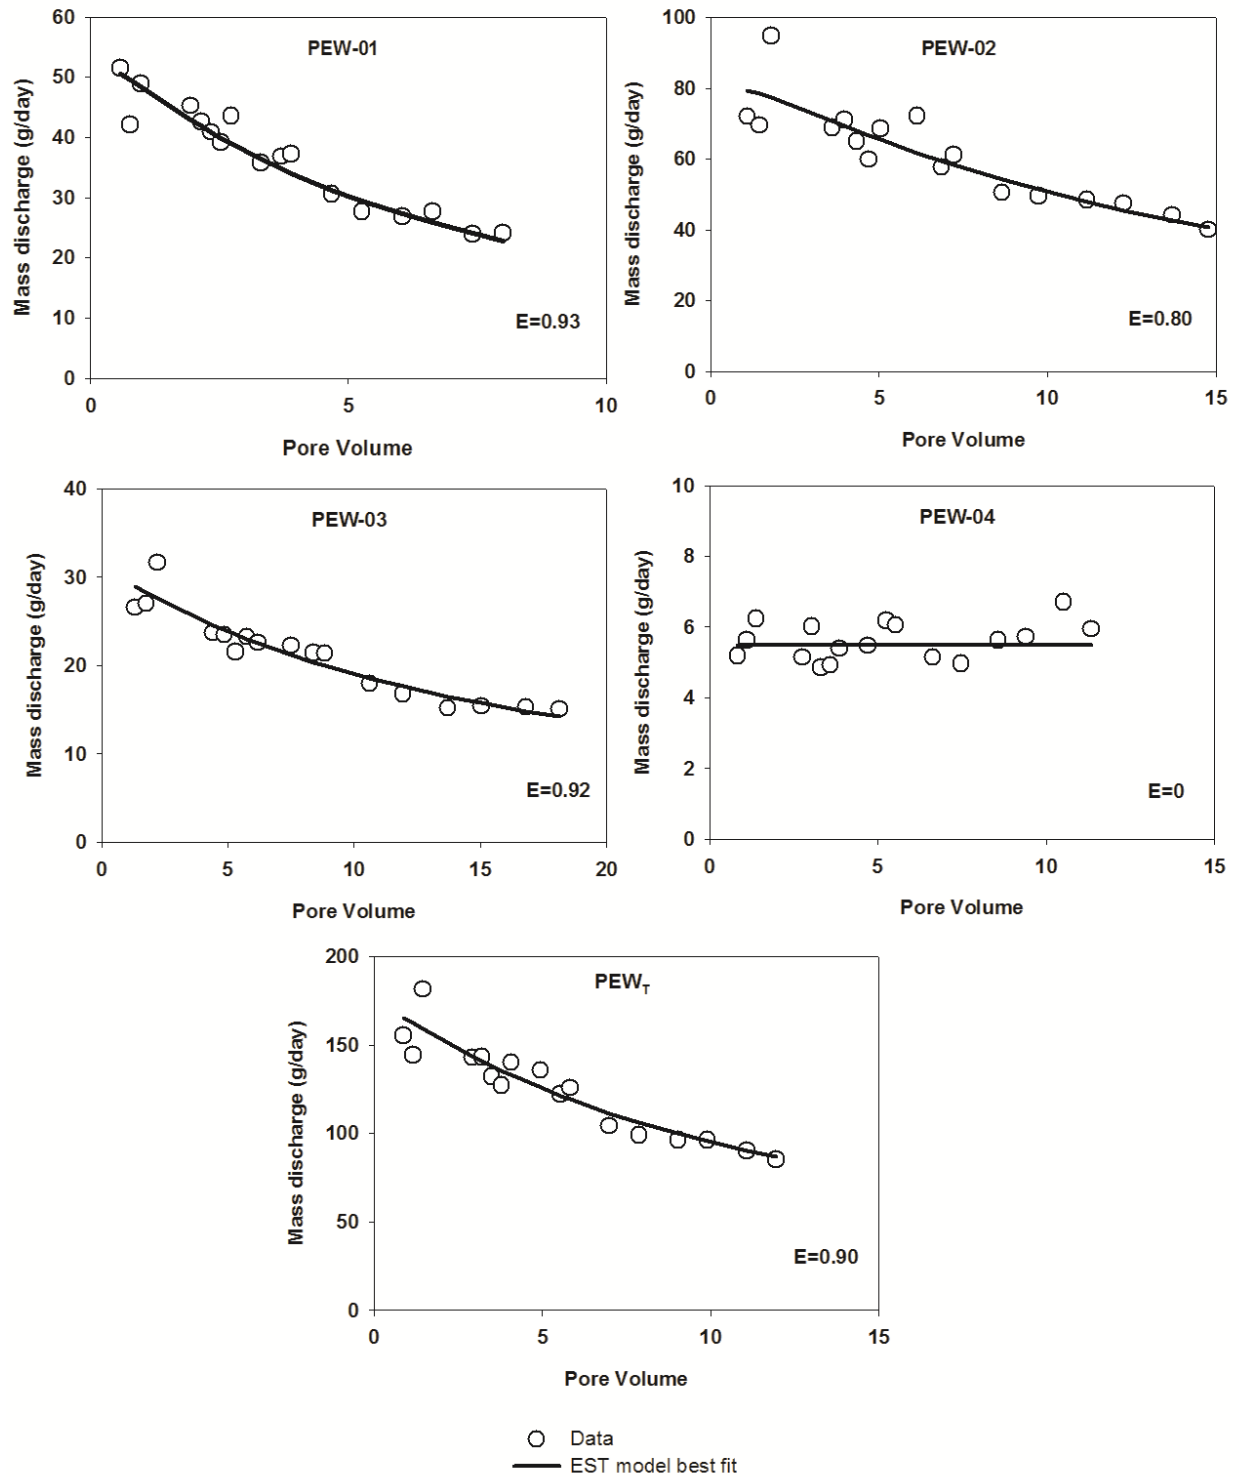 PEW-01
Mass discharge (g/day)
60
50
40
30
20
10
0
0 5 10
Pore Volume
E=0.93
PEW-02
Mass discharge (g/day)
100
80
60
40
20
0
0 5 10 15
Pore Volume
E=0.80
PEW-03
Mass discharge (g/day)
40
30
20
10
0
0 5 10 15 20
Pore Volume
E=0.92
PEW-04
Mass discharge (g/day)
10
8
6
4
2
0
0 5 10 15
Pore Volume
E=0
PEW_T
Mass discharge (g/day)
200
150
100
50
0
0 5 10 15
Pore Volume
E=0.90
Data
EST model best fit